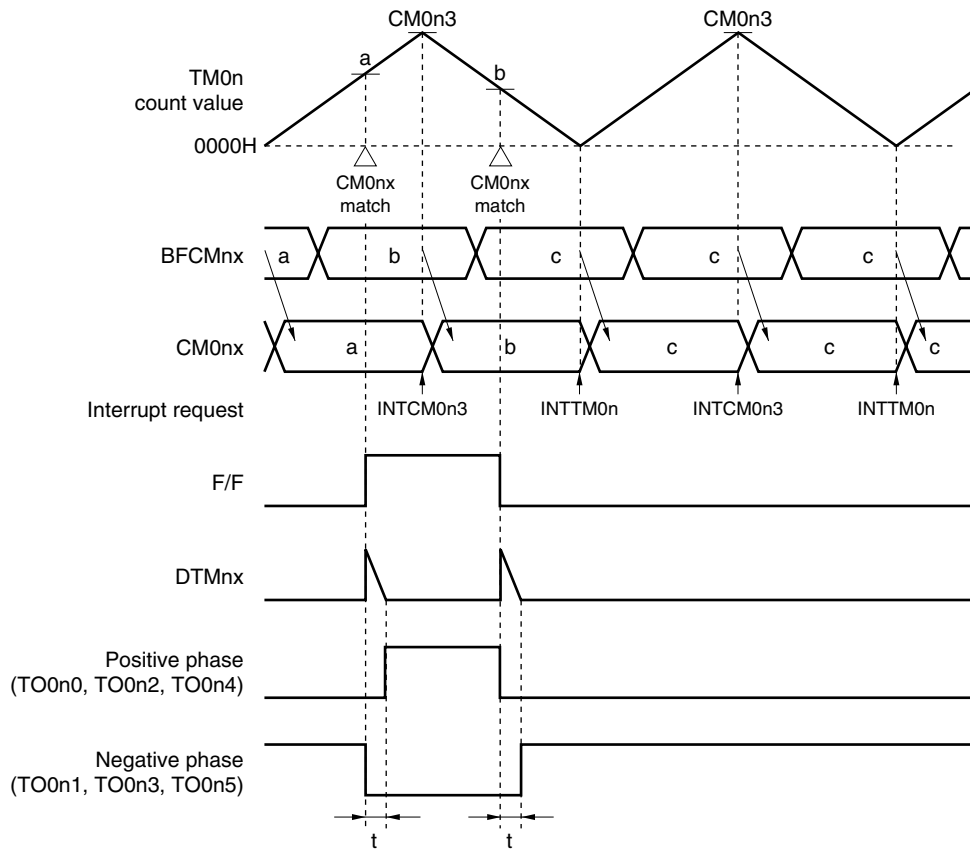 CM0n3
CM0n3
a
b
TM0n
count value
0000H
CM0nx
match
CM0nx
match
BFCMnx
a
b
c
c
c
CM0nx
a
b
c
c
c
Interrupt request
INTCM0n3
INTTM0n
INTCM0n3
INTTM0n
F/F
DTMnx
Positive phase
(TO0n0, TO0n2, TO0n4)
Negative phase
(TO0n1, TO0n3, TO0n5)
t
t